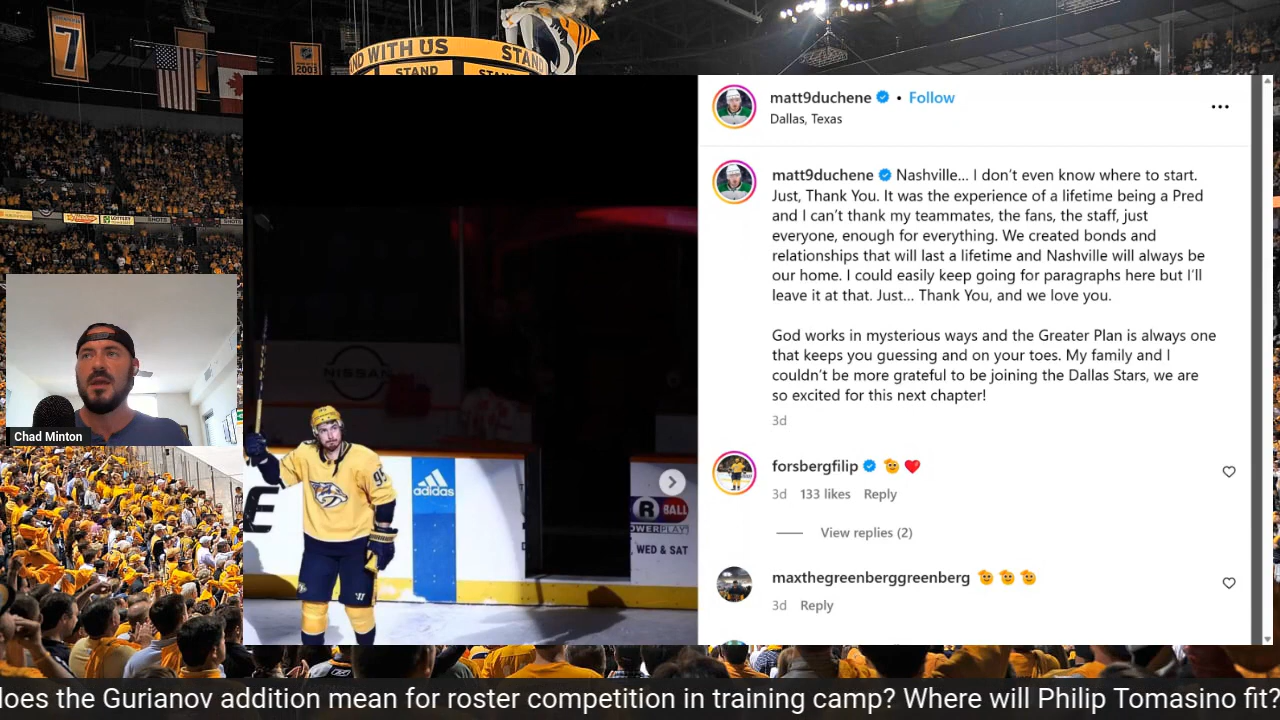 7
2003
ND WITH US STAND
STAND
matt9duchene • Follow
Dallas, Texas
matt9duchene Nashville... I don't even know where to start.
Just, Thank You. It was the experience of a lifetime being a Pred
and I can't thank my teammates, the fans, the staff, just
everyone, enough for everything. We created bonds and
relationships that will last a lifetime and Nashville will always be
our home. I could easily keep going for paragraphs here but I'll
leave it at that. Just... Thank You, and we love you.
God works in mysterious ways and the Greater Plan is always one
that keeps you guessing and on your toes. My family and I
couldn't be more grateful to be joining the Dallas Stars, we are
so excited for this next chapter!
3d
forsbergfilip 🫡 ❤️
3d 133 likes Reply
View replies (2)
maxthegreenberggreenberg 🫡 🫡 🫡
3d Reply
NISSAN
adidas
R BALL
POWERPLAY
, WED & SAT
E
95
Chad Minton
does the Gurianov addition mean for roster competition in training camp? Where will Philip Tomasino fit?